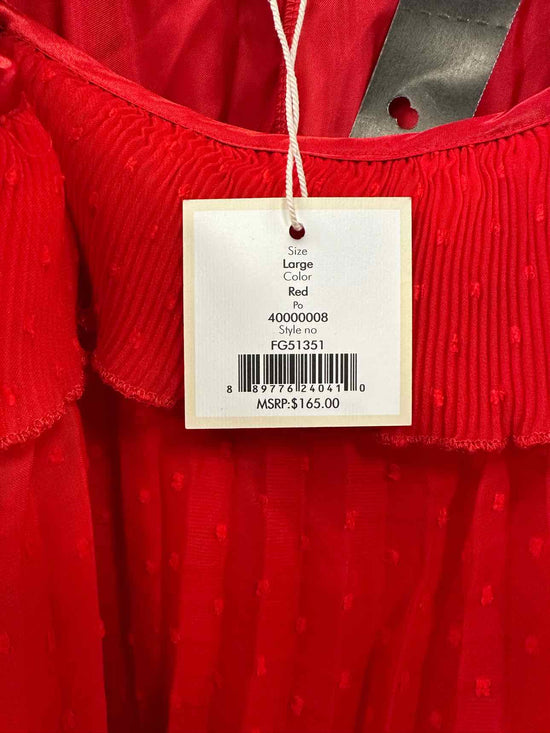 Size
Large
Color
Red
Po
40000008
Style no
FG51351
8 89776 24041 0
MSRP:$165.00